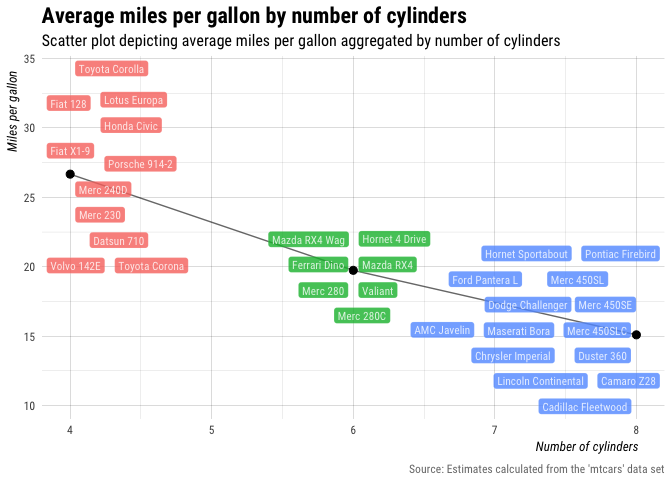 Average miles per gallon by number of cylinders
Scatter plot depicting average miles per gallon aggregated by number of cylinders
Miles per gallon
35
30
25
20
15
10
Toyota Corolla
Fiat 128
Lotus Europa
Honda Civic
Fiat X1-9
Porsche 914-2
Merc 240D
Merc 230
Datsun 710
Volvo 142E
Toyota Corona
Mazda RX4 Wag
Hornet 4 Drive
Ferrari Dino
Mazda RX4
Merc 280
Valiant
Merc 280C
Hornet Sportabout
Pontiac Firebird
Ford Pantera L
Merc 450SL
Dodge Challenger
Merc 450SE
AMC Javelin
Maserati Bora
Merc 450SLC
Chrysler Imperial
Duster 360
Lincoln Continental
Camaro Z28
Cadillac Fleetwood
4
5
6
7
8
Number of cylinders
Source: Estimates calculated from the 'mtcars' data set